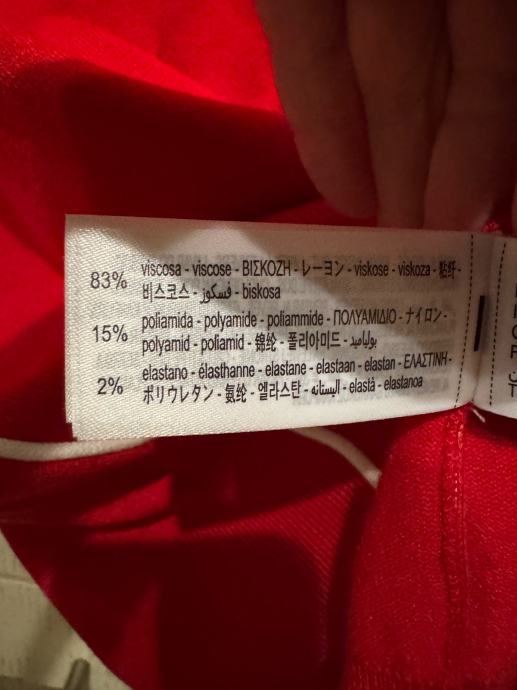 83% viscosa - viscose - ΒΙΣΚΟΖΗ - レーヨン - viskose - viskoza - 粘纤 -
비스코스 - فسكوز - biskosa
15% poliamida - polyamide - poliammide - ΠΟΛΥΑΜΙΔΙΟ - ナイロン -
polyamid - poliamid - 锦纶 - 폴리아미드 - بولياميد
2% elastano - élasthanne - elastane - elastaan - elastan - ΕΛΑΣΤΙΝΗ -
ポリウレタン - 氨纶 - 엘라스탄 - اليستانه - elastà - elastanoa